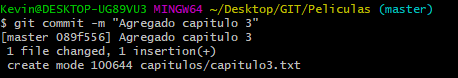 Kevin@DESKTOP-UG89VU3 MINGW64 ~/Desktop/GIT/Peliculas (master)
$ git commit -m "Agregado capitulo 3"
[master 089f556] Agregado capitulo 3
 1 file changed, 1 insertion(+)
 create mode 100644 capitulos/capitulo3.txt